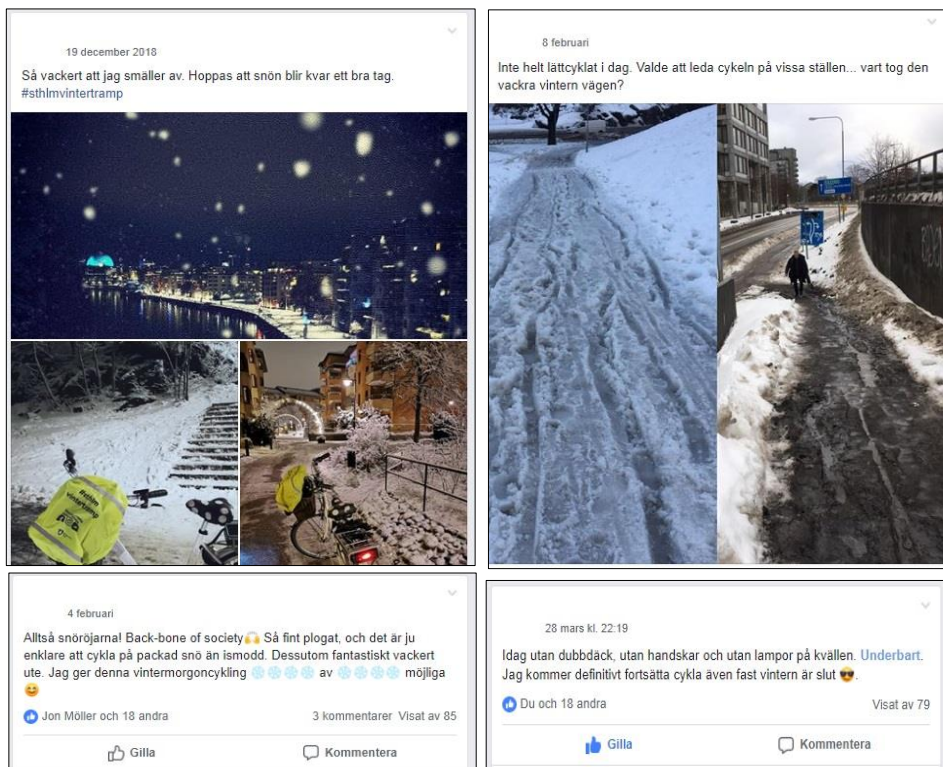 19 december 2018
Så vackert att jag smäller av. Hoppas att snön blir kvar ett bra tag.
#sthlmvintertramp
#sthlm
vintertramp
8 februari
Inte helt lättcyklat i dag. Valde att leda cykeln på vissa ställen... vart tog den
vackra vintern vägen?
4 februari
Alltså snöröjarna! Back-bone of society🙌 Så fint plogat, och det är ju
enklare att cykla på packad snö än ismodd. Dessutom fantastiskt vackert
ute. Jag ger denna vintermorgoncykling ❄️❄️❄️❄️ av ❄️❄️❄️❄️ möjliga
😊
Jon Möller och 18 andra
3 kommentarer Visat av 85
Gilla
Kommentera
28 mars kl. 22:19
Idag utan dubbdäck, utan handskar och utan lampor på kvällen. Underbart.
Jag kommer definitivt fortsätta cykla även fast vintern är slut 😎.
Du och 18 andra
Visat av 79
Gilla
Kommentera